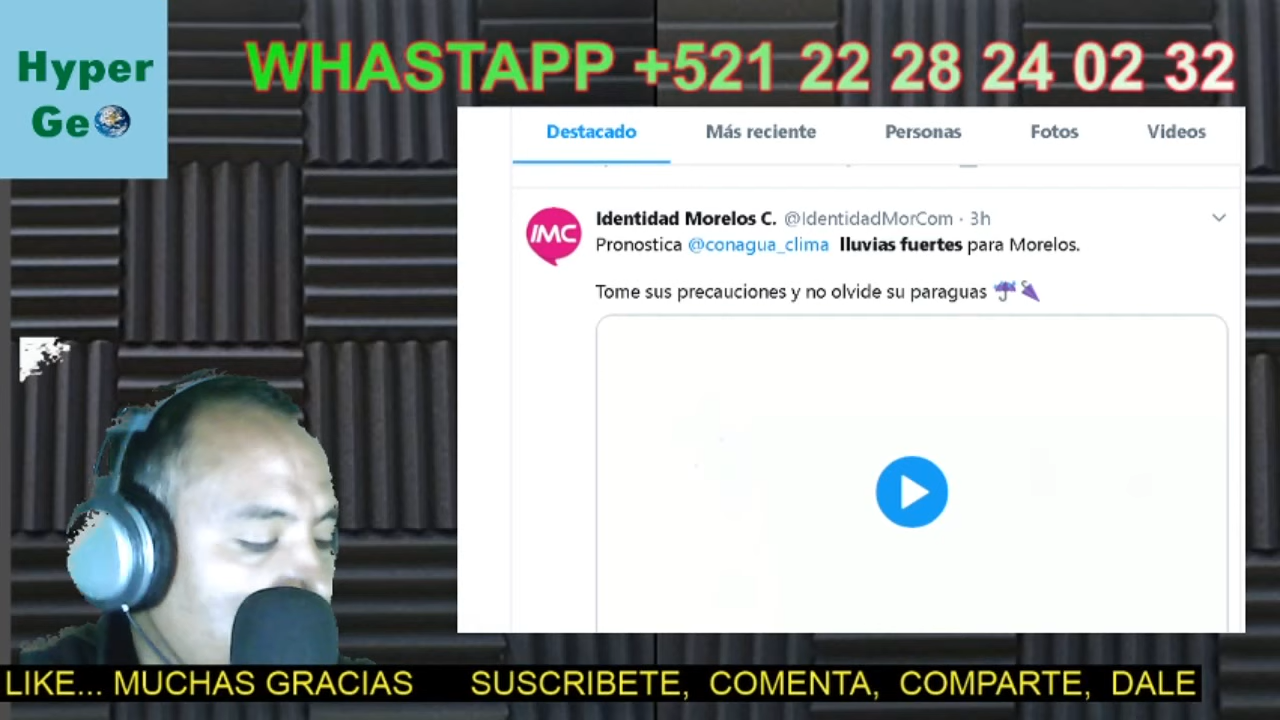 Hyper
Ge
WHASTAPP +521 22 28 24 02 32
Destacado Más reciente Personas Fotos Videos
IMC
Identidad Morelos C. @IdentidadMorCom · 3h
Pronostica @conagua_clima lluvias fuertes para Morelos.
Tome sus precauciones y no olvide su paraguas ☔🌂
LIKE... MUCHAS GRACIAS SUSCRIBETE, COMENTA, COMPARTE, DALE